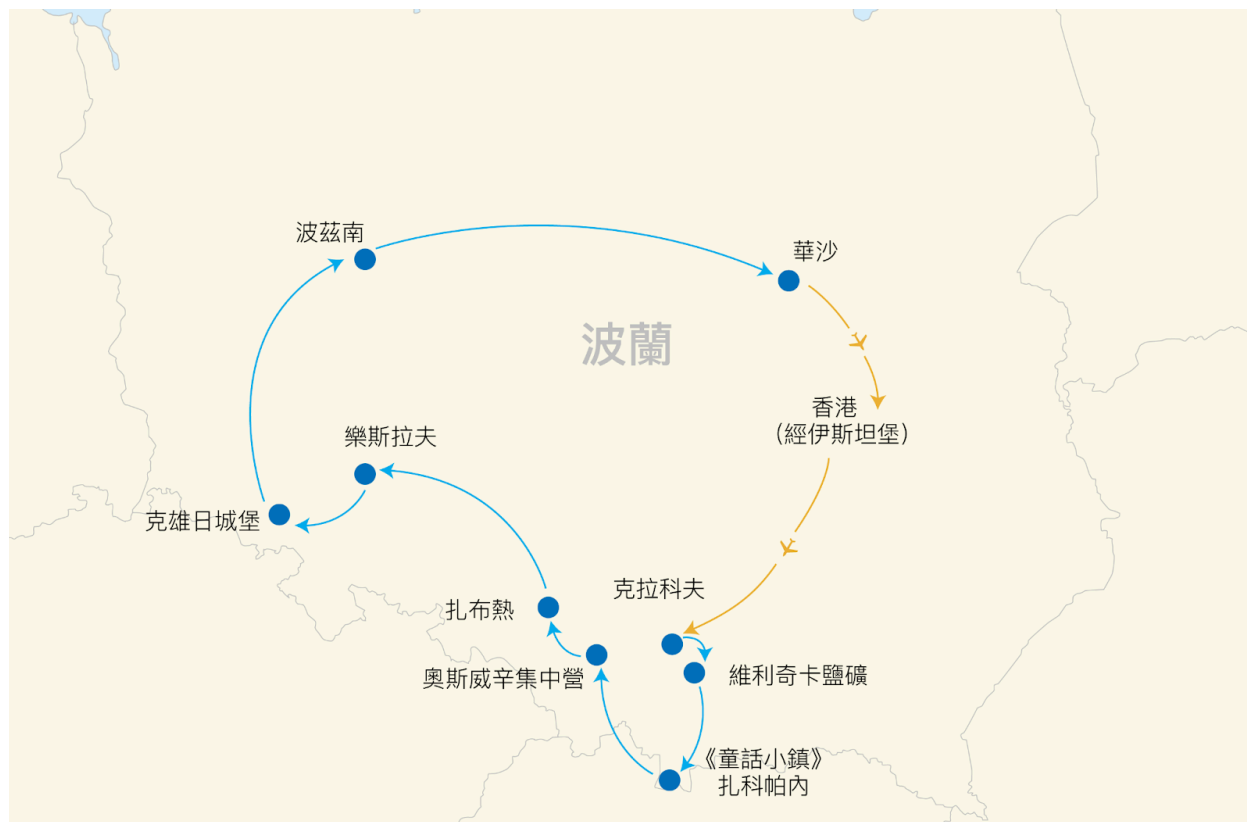 波茲南
華沙
波蘭
香港
（經伊斯坦堡）
樂斯拉夫
克雄日城堡
克拉科夫
扎布熱
奧斯威辛集中營
維利奇卡鹽礦
《童話小鎮》
扎科帕內